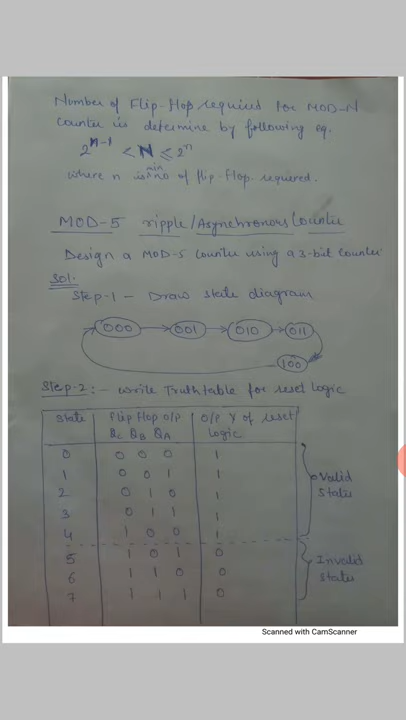 Number of Flip-Flop required for MOD-N
Counter is determine by following eq.
2^n-1 < N ≤ 2^n
where n is min no of flip-flop required.
MOD-5 ripple/Asynchronous Counter
Design a MOD-5 Counter using a 3-bit Counter
Sol:
Step-1 - Draw state diagram
000 001 010 011
100
Step-2:- Write Truthtable for reset logic
State Flip Flop O/P O/P Y of reset
QC QB QA Logic
0 0 0 0 1
1 0 0 1 1
2 0 1 0 1
3 0 1 1 1
4 1 0 0 1
Valid
state
5 1 0 1 0
6 1 1 0 0
7 1 1 1 0
Invalid
state
Scanned with CamScanner